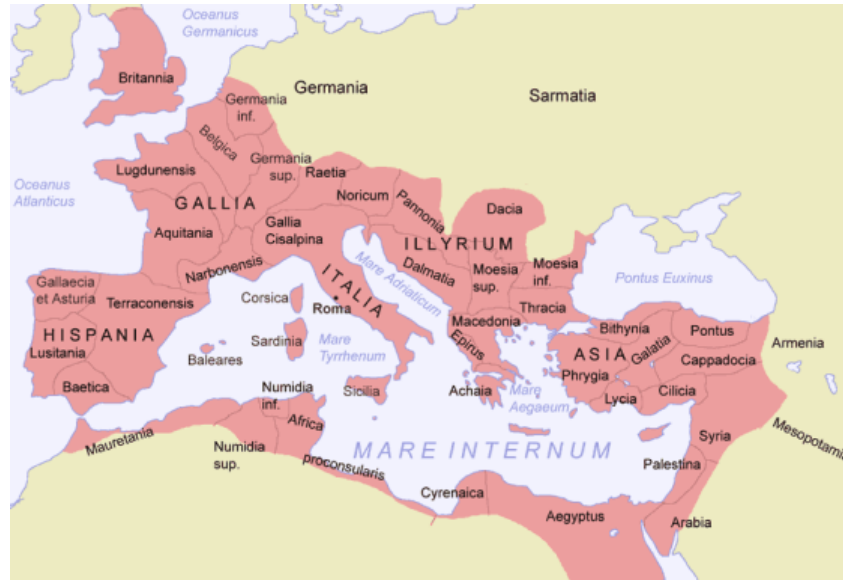 Oceanus
Germanicus
Britannia
Germania
Sarmatia
Germania
inf.
Belgica
Lugdunensis
Germania
sup.
Raetia
Oceanus
Atlanticus
Noricum
Pannonia
GALLIA
Dacia
Aquitania
Gallia
Cisalpina
ILLYRIUM
Dalmatia
Moesia
sup.
Moesia
inf.
Pontus Euxinus
Narbonensis
ITALIA
Mare Adriaticum
Gallaecia
et Asturia
Terraconensis
Corsica
Roma
Thracia
HISPANIA
Lusitania
Baetica
Baleares
Sardinia
Mare
Tyrrhenum
Macedonia
Epirus
Bithynia
Pontus
ASIA
Galatia
Armenia
Cappadocia
Phrygia
Lycia
Cilicia
Numidia
inf.
Sicilia
Achaia
Mare
Aegaeum
Africa
proconsularis
Mauretania
Numidia
sup.
MARE INTERNUM
Syria
Mesopotamia
Palestina
Cyrenaica
Aegyptus
Arabia